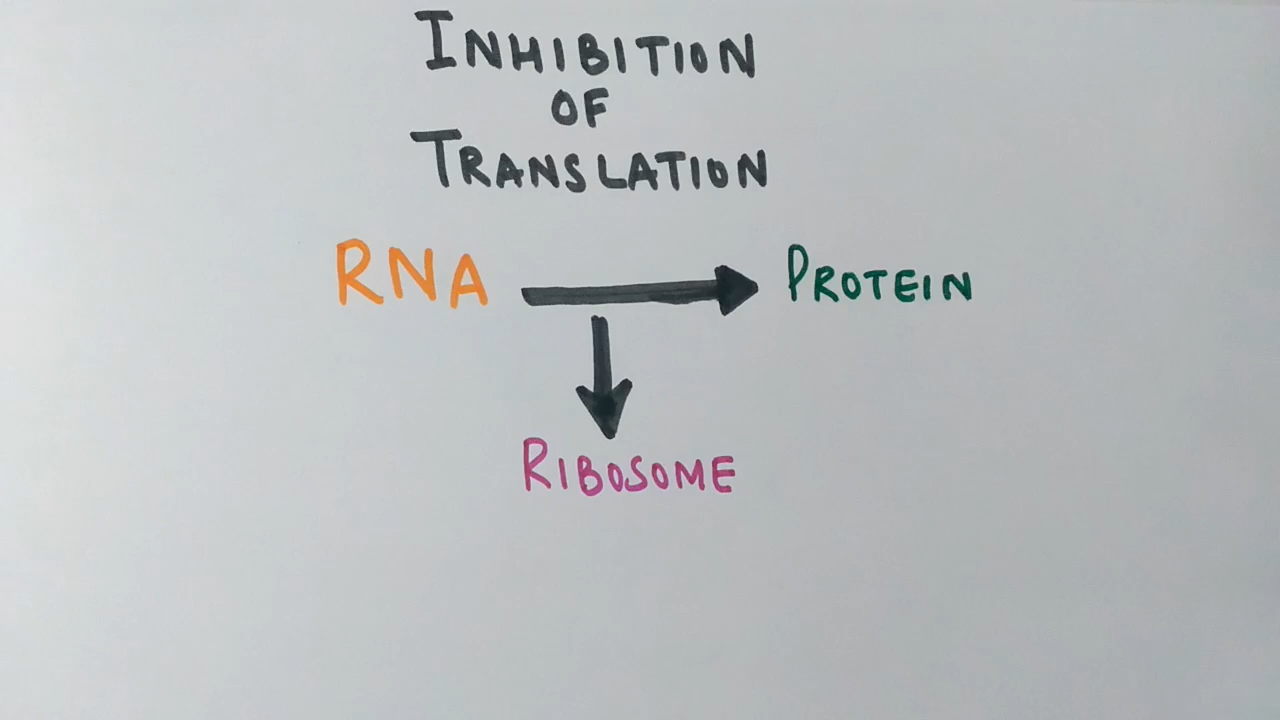 INHIBITION
OF
TRANSLATION
RNA PROTEIN
RIBOSOME